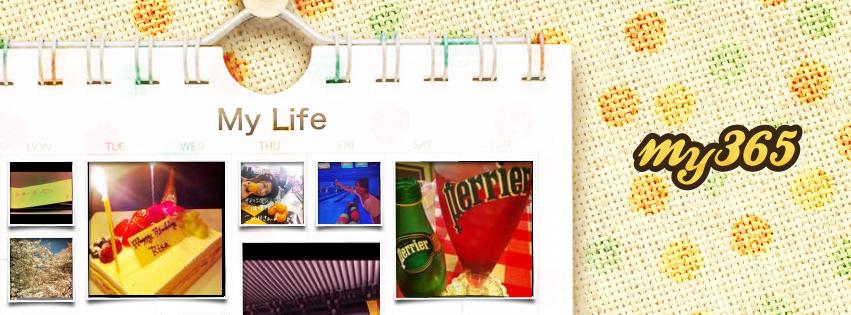 My Life
MON TUE WED THU FRI SAT SUN
my365
Happy Birthday
Risa
perrier
perrier